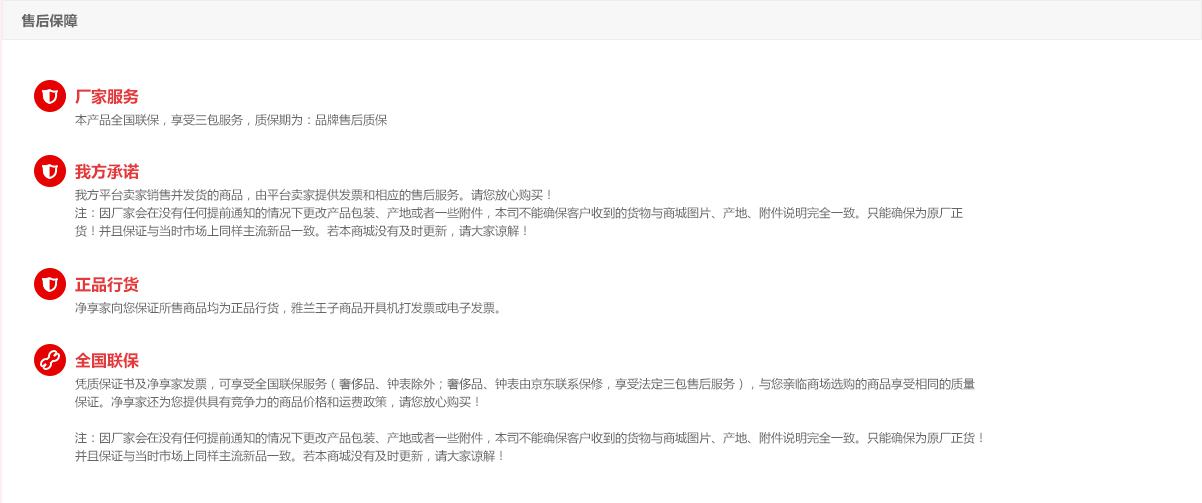 售后保障
厂家服务
本产品全国联保，享受三包服务，质保期为：品牌售后质保
我方承诺
我方平台卖家销售并发货的商品，由平台卖家提供发票和相应的售后服务。请您放心购买！
注：因厂家会在没有任何提前通知的情况下更改产品包装、产地或者一些附件，本司不能确保客户收到的货物与商城图片、产地、附件说明完全一致。只能确保为原厂正
货！并且保证与当时市场上同样主流新品一致。若本商城没有及时更新，请大家谅解！
正品行货
净享家向您保证所售商品均为正品行货，雅兰王子商品开具机打发票或电子发票。
全国联保
凭质保证书及净享家发票，可享受全国联保服务（奢侈品、钟表除外；奢侈品、钟表由京东联系保修，享受法定三包售后服务），与您亲临商场选购的商品享受相同的质量
保证。净享家还为您提供具有竞争力的商品价格和运费政策，请您放心购买！
注：因厂家会在没有任何提前通知的情况下更改产品包装、产地或者一些附件，本司不能确保客户收到的货物与商城图片、产地、附件说明完全一致。只能确保为原厂正货！
并且保证与当时市场上同样主流新品一致。若本商城没有及时更新，请大家谅解！